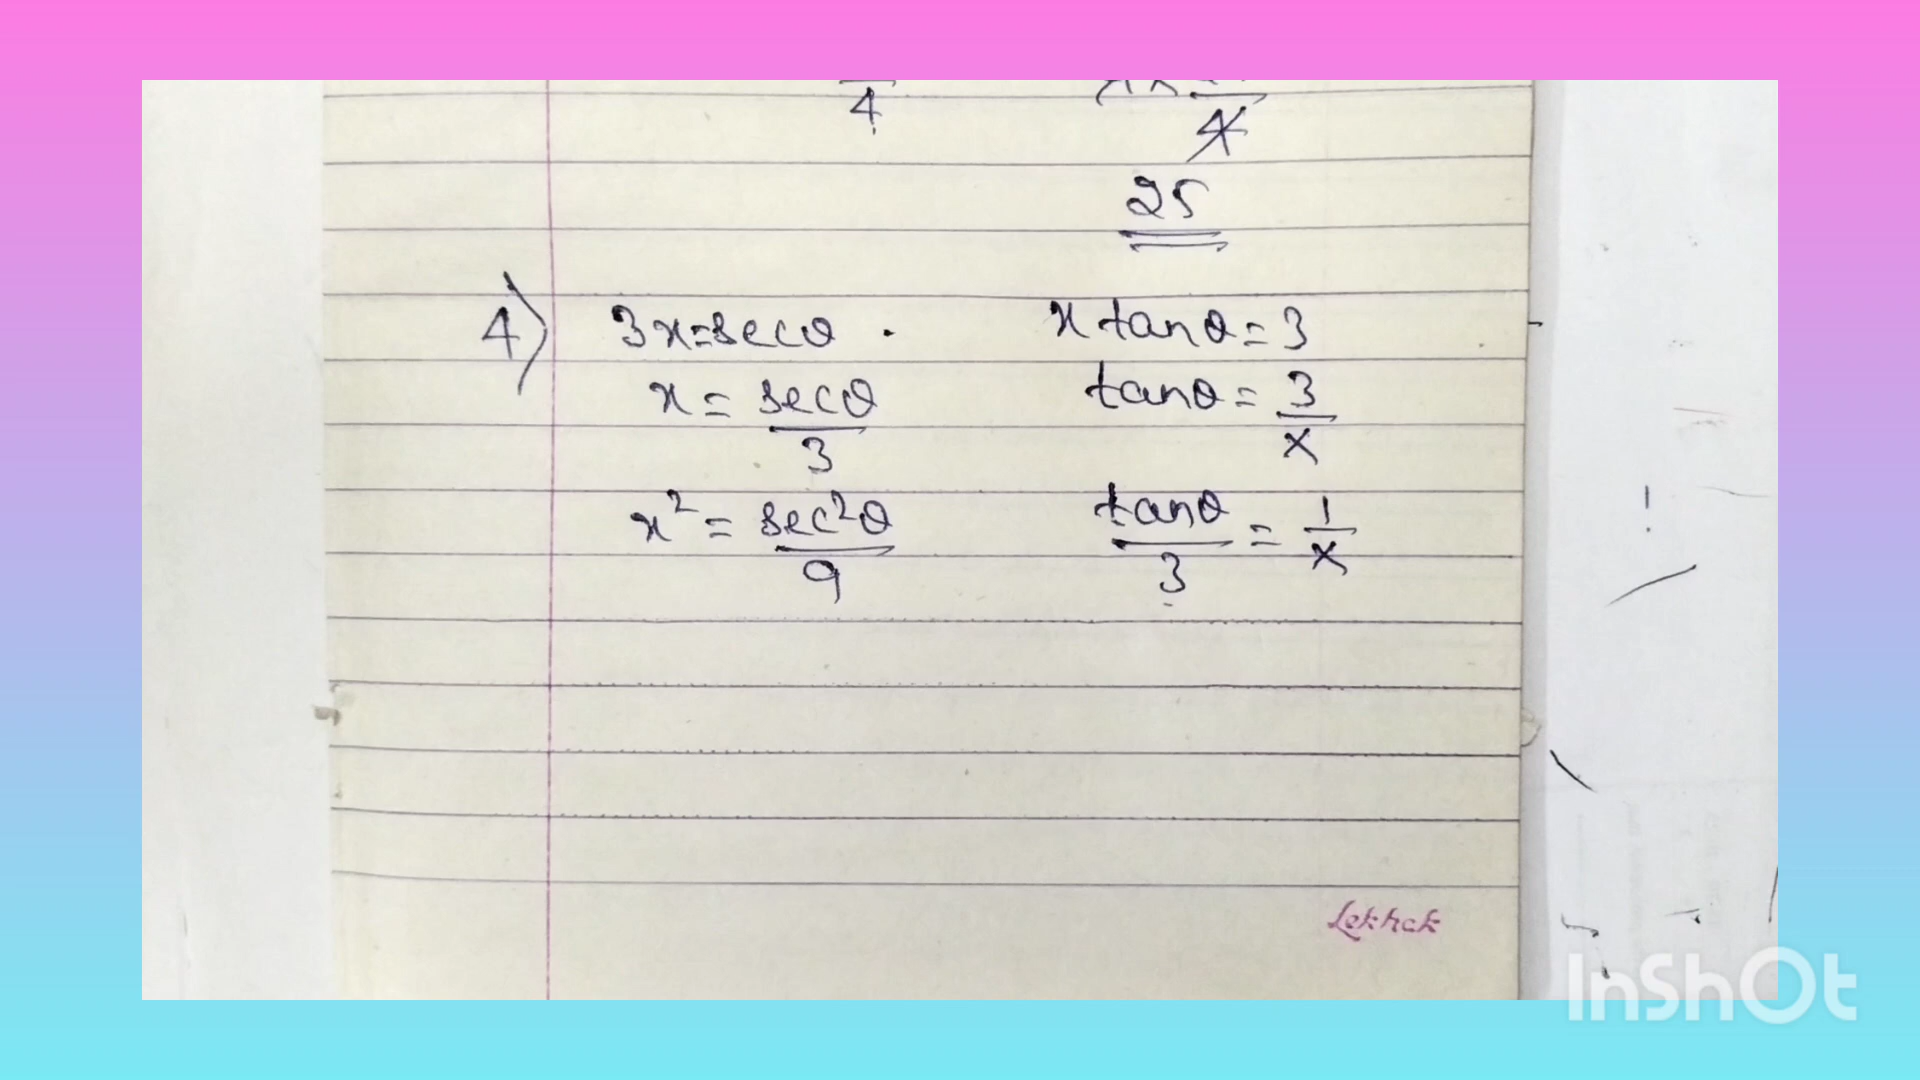 4
4
25
4) 3x=secθ . x tanθ=3
x = secθ/3 tanθ = 3/x
x² = sec²θ/9 tanθ/3 = 1/x
Lekhak
InShOt